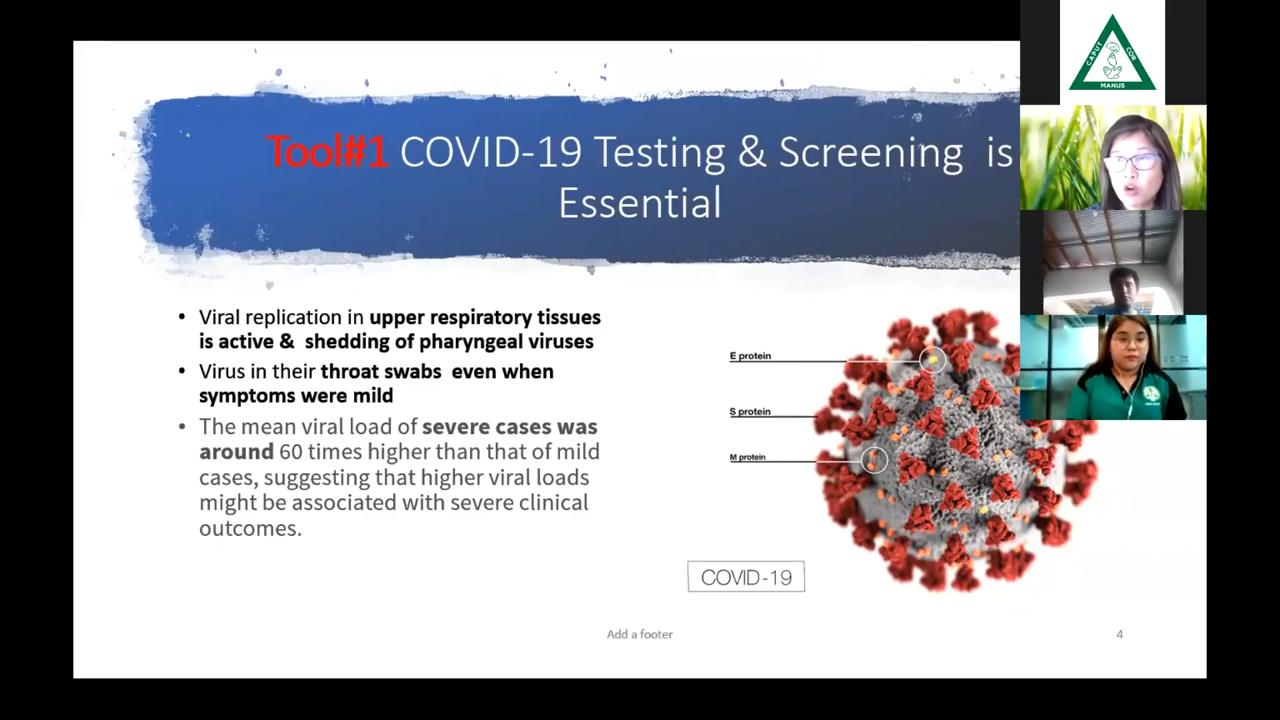 CAPUT COR
MANUS
Tool#1 COVID-19 Testing & Screening is
Essential
• Viral replication in upper respiratory tissues
is active & shedding of pharyngeal viruses
• Virus in their throat swabs even when
symptoms were mild
• The mean viral load of severe cases was
around 60 times higher than that of mild
cases, suggesting that higher viral loads
might be associated with severe clinical
outcomes.
E protein
S protein
M protein
COVID-19
Add a footer
4